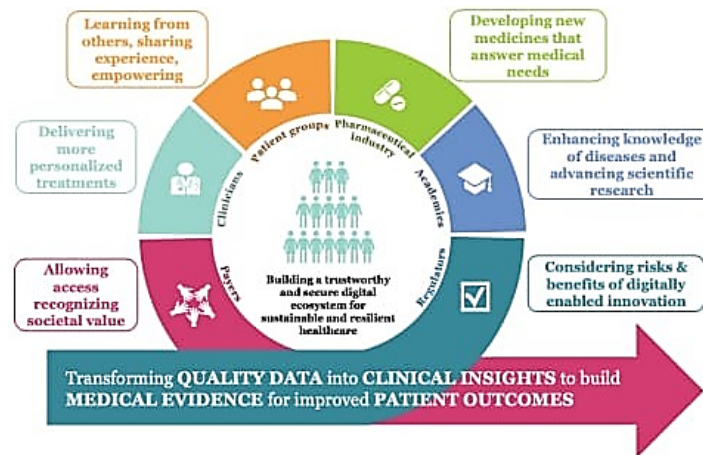 Learning from
others, sharing
experience,
empowering
Developing new
medicines that
answer medical
needs
Delivering
more
personalized
treatments
Enhancing knowledge
of diseases and
advancing scientific
research
Allowing
access
recognizing
societal value
Considering risks &
benefits of digitally
enabled innovation
Payers
Clinicians
Patient groups
Pharmaceutical
industry
Academics
Regulators
Building a trustworthy
and secure digital
ecosystem for
sustainable and resilient
healthcare
Transforming QUALITY DATA into CLINICAL INSIGHTS to build
MEDICAL EVIDENCE for improved PATIENT OUTCOMES